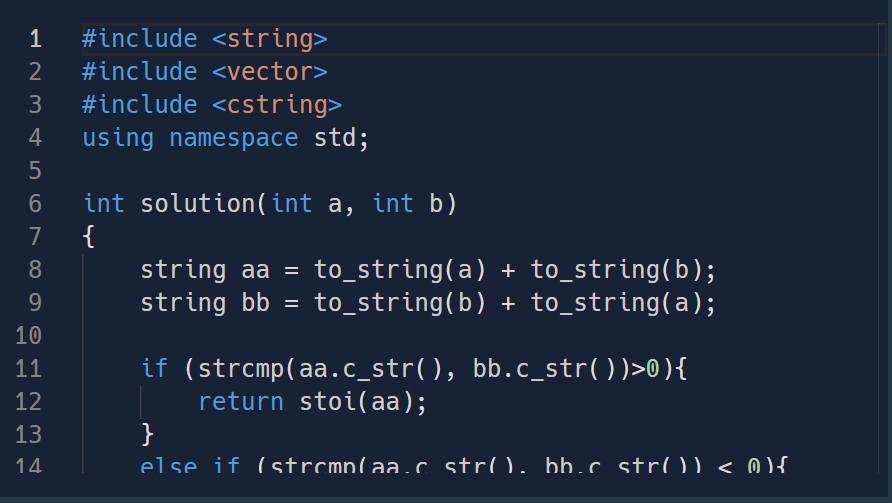 1 #include <string>
2 #include <vector>
3 #include <cstring>
4 using namespace std;
5
6 int solution(int a, int b)
7 {
8     string aa = to_string(a) + to_string(b);
9     string bb = to_string(b) + to_string(a);
10
11     if (strcmp(aa.c_str(), bb.c_str())>0){
12         return stoi(aa);
13     }
14     else if (strcmp(aa.c_str(), bb.c_str()) < 0){